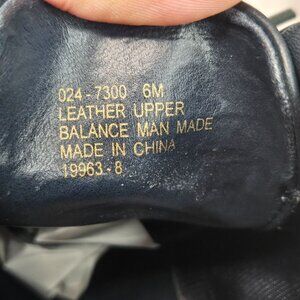 024-7300 6M
LEATHER UPPER
BALANCE MAN MADE
MADE IN CHINA
19963-8